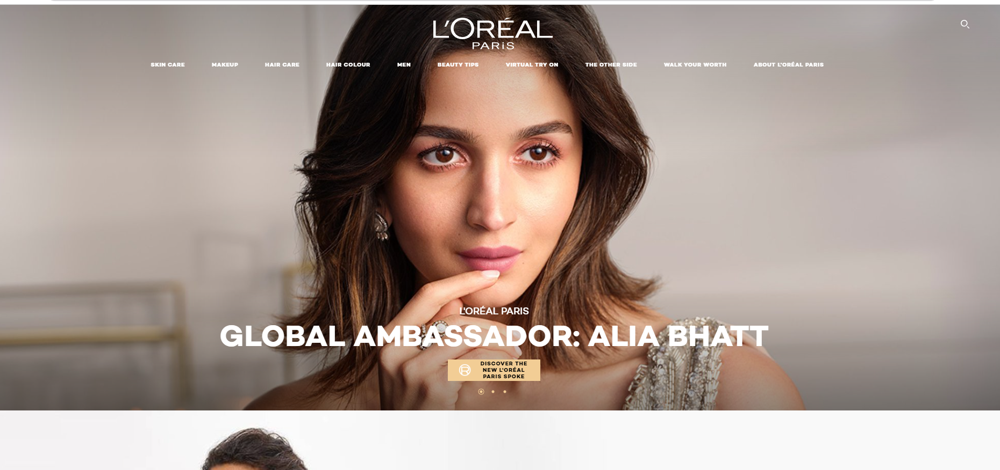 L'ORÉAL
PARiS
SKIN CARE MAKEUP HAIR CARE HAIR COLOUR MEN BEAUTY TIPS VIRTUAL TRY ON THE OTHER SIDE WALK YOUR WORTH ABOUT L'ORÉAL PARIS
L'ORÉAL PARIS
GLOBAL AMBASSADOR: ALIA BHATT
DISCOVER THE
NEW L'ORÉAL
PARIS SPOKE